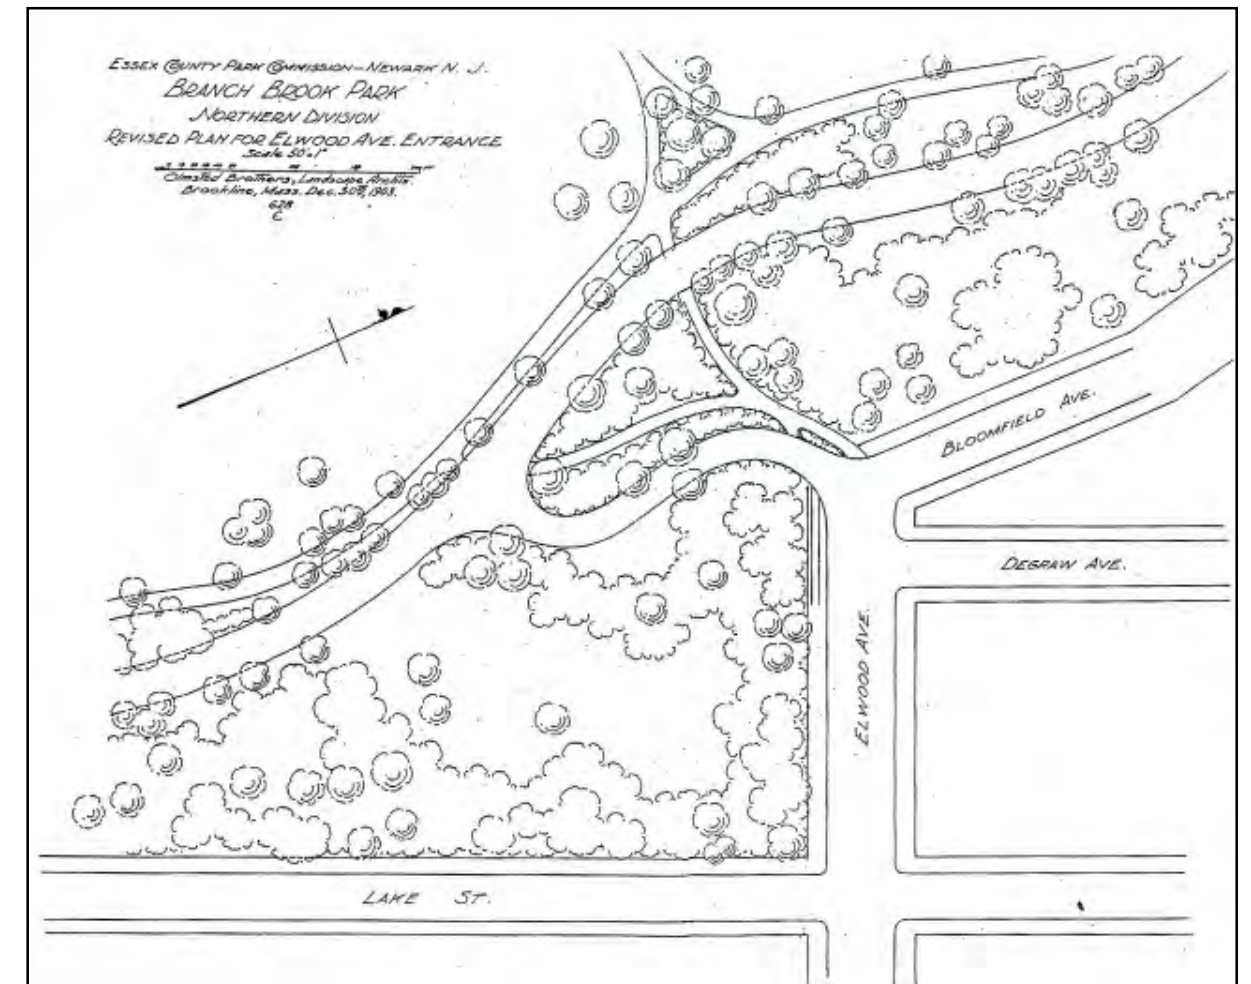 ESSEX COUNTY PARK COMMISSION-NEWARK N. J.
BRANCH BROOK PARK
NORTHERN DIVISION
REVISED PLAN FOR ELWOOD AVE. ENTRANCE
Scale 50':1"
Olmsted Brothers, Landscape Archts.
Brookline, Mass. Dec. 30th, 1903.
628
BLOOMFIELD AVE.
DEGRAW AVE.
ELWOOD AVE.
LAKE ST.